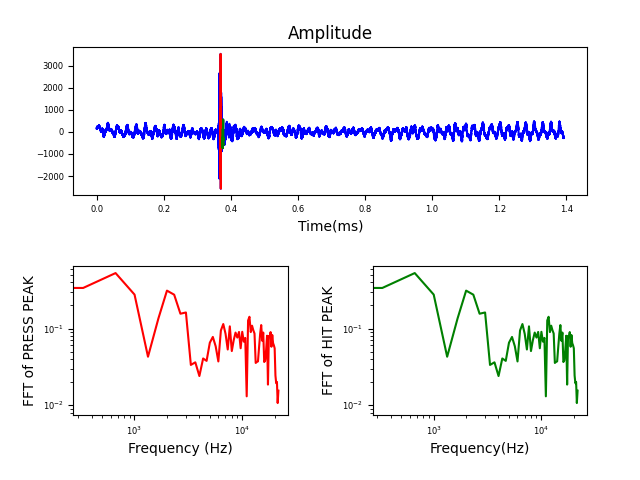 Amplitude
3000
2000
1000
0
−1000
−2000
0.0 0.2 0.4 0.6 0.8 1.0 1.2 1.4
Time(ms)
FFT of PRESS PEAK
10⁻¹
10⁻²
10³ 10⁴
Frequency (Hz)
FFT of HIT PEAK
10⁻¹
10⁻²
10³ 10⁴
Frequency(Hz)